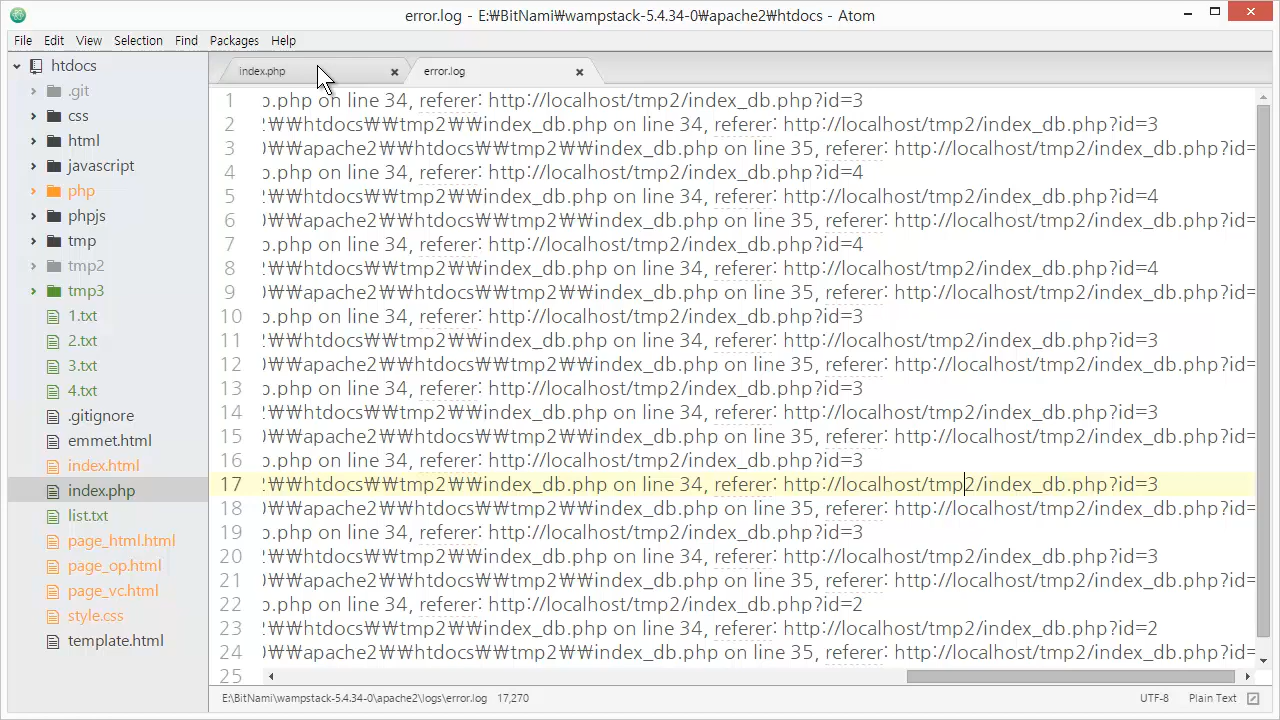 error.log - E:₩BitNami₩wampstack-5.4.34-0₩apache2₩htdocs - Atom
File Edit View Selection Find Packages Help
htdocs
.git
css
html
javascript
php
phpjs
tmp
tmp2
tmp3
1.txt
2.txt
3.txt
4.txt
.gitignore
emmet.html
index.html
index.php
list.txt
page_html.html
page_op.html
page_vc.html
style.css
template.html
index.php
error.log
1 .php on line 34, referer: http://localhost/tmp2/index_db.php?id=3
2 ₩₩htdocs₩₩tmp2₩₩index_db.php on line 34, referer: http://localhost/tmp2/index_db.php?id=3
3 ₩₩apache2₩₩htdocs₩₩tmp2₩₩index_db.php on line 35, referer: http://localhost/tmp2/index_db.php?id=
4 .php on line 34, referer: http://localhost/tmp2/index_db.php?id=4
5 ₩₩htdocs₩₩tmp2₩₩index_db.php on line 34, referer: http://localhost/tmp2/index_db.php?id=4
6 ₩₩apache2₩₩htdocs₩₩tmp2₩₩index_db.php on line 35, referer: http://localhost/tmp2/index_db.php?id=
7 .php on line 34, referer: http://localhost/tmp2/index_db.php?id=4
8 ₩₩htdocs₩₩tmp2₩₩index_db.php on line 34, referer: http://localhost/tmp2/index_db.php?id=4
9 ₩₩apache2₩₩htdocs₩₩tmp2₩₩index_db.php on line 35, referer: http://localhost/tmp2/index_db.php?id=
10 .php on line 34, referer: http://localhost/tmp2/index_db.php?id=3
11 ₩₩htdocs₩₩tmp2₩₩index_db.php on line 34, referer: http://localhost/tmp2/index_db.php?id=3
12 ₩₩apache2₩₩htdocs₩₩tmp2₩₩index_db.php on line 35, referer: http://localhost/tmp2/index_db.php?id=
13 .php on line 34, referer: http://localhost/tmp2/index_db.php?id=3
14 ₩₩htdocs₩₩tmp2₩₩index_db.php on line 34, referer: http://localhost/tmp2/index_db.php?id=3
15 ₩₩apache2₩₩htdocs₩₩tmp2₩₩index_db.php on line 35, referer: http://localhost/tmp2/index_db.php?id=
16 .php on line 34, referer: http://localhost/tmp2/index_db.php?id=3
17 ₩₩htdocs₩₩tmp2₩₩index_db.php on line 34, referer: http://localhost/tmp2/index_db.php?id=3
18 ₩₩apache2₩₩htdocs₩₩tmp2₩₩index_db.php on line 35, referer: http://localhost/tmp2/index_db.php?id=
19 .php on line 34, referer: http://localhost/tmp2/index_db.php?id=3
20 ₩₩htdocs₩₩tmp2₩₩index_db.php on line 34, referer: http://localhost/tmp2/index_db.php?id=3
21 ₩₩apache2₩₩htdocs₩₩tmp2₩₩index_db.php on line 35, referer: http://localhost/tmp2/index_db.php?id=
22 .php on line 34, referer: http://localhost/tmp2/index_db.php?id=2
23 ₩₩htdocs₩₩tmp2₩₩index_db.php on line 34, referer: http://localhost/tmp2/index_db.php?id=2
24 ₩₩apache2₩₩htdocs₩₩tmp2₩₩index_db.php on line 35, referer: http://localhost/tmp2/index_db.php?id=
25
E:\BitNami\wampstack-5.4.34-0\apache2\logs\error.log 17,270 UTF-8 Plain Text